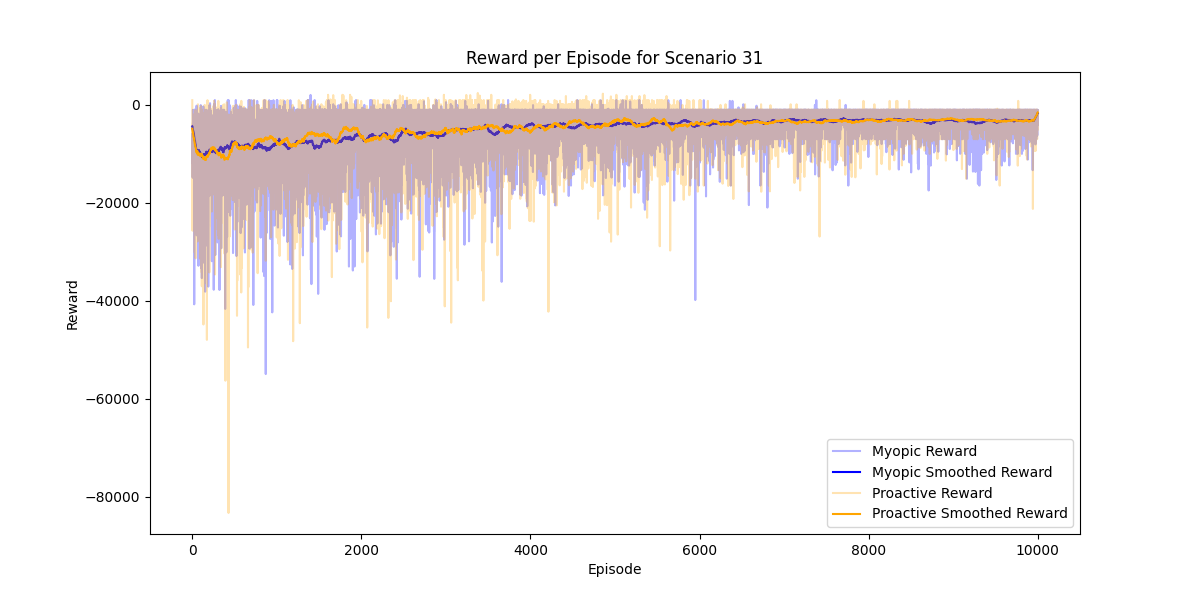 Reward per Episode for Scenario 31
0
−20000
−40000
−60000
−80000
Reward
0
2000
4000
6000
8000
10000
Episode
Myopic Reward
Myopic Smoothed Reward
Proactive Reward
Proactive Smoothed Reward